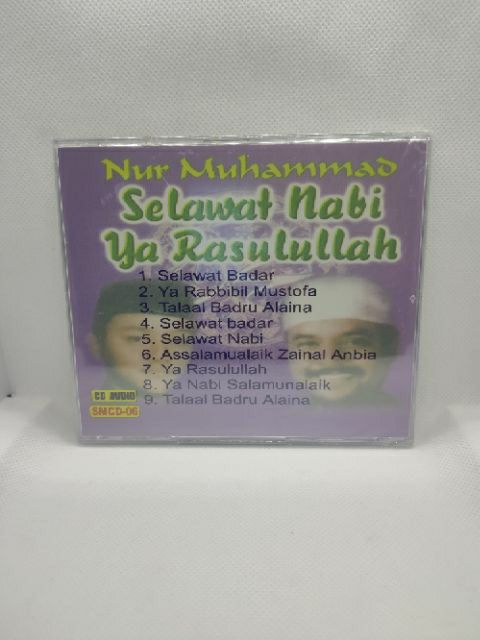 Nur Muhammad
Selawat Nabi
Ya Rasulullah
1. Selawat Badar
2. Ya Rabbibil Mustofa
3. Talaal Badru Alaina
4. Selawat badar
5. Selawat Nabi
6. Assalamualaik Zainal Anbia
7. Ya Rasulullah
8. Ya Nabi Salamunalaik
9. Talaal Badru Alaina
CD AUDIO
SMCD-06